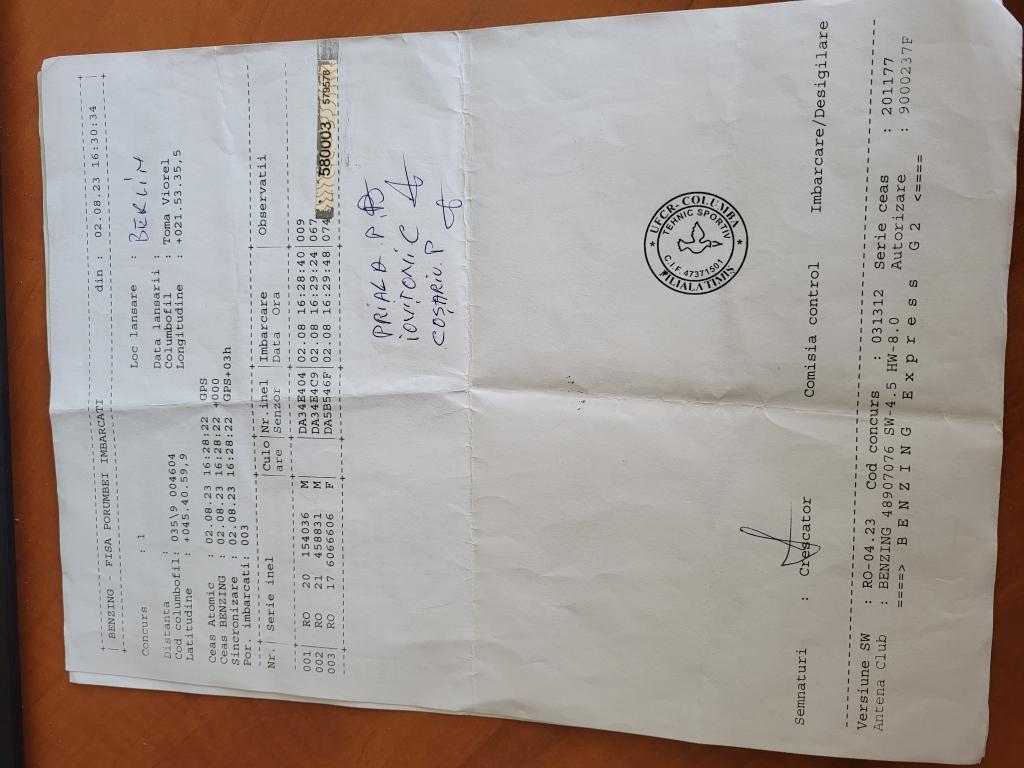 BENZING - FISA PORUMBEI IMBARCATI din : 02.08.23 16:30:34
Concurs : 1 Loc lansare : BERLIN
Distanta : Data lansarii :
Cod columbofil: 035\9 004604 Columbofil : Toma Viorel
Latitudine : +045.40.59,9 Longitudine : +021.53.35,5
Ceas Atomic : 02.08.23 16:28:22 GPS
Ceas BENZING : 02.08.23 16:28:22 +000
Sincronizare : 02.08.23 16:28:22 GPS+03h
Por. imbarcati: 003
Nr.| Serie inel |Culo|Nr.inel |Imbarcare |Observatii
|are |Senzor |Data Ora
001| RO 20 154036 M |DA34E404|02.08 16:28:40|009
002| RO 21 458831 M |DA34E4C9|02.08 16:29:24|067
003| RO 17 6066606 F |DA5B546F|02.08 16:29:48|074
580003 579578
PRIALA.P
IOVITONI.C
COȘARIU.P
UFCR-COLUMBA
TEHNIC SPORTIV
C.I.F. 47371501
FILIALA TIMIS
Semnaturi : Crescator Comisia control Imbarcare/Desigilare
Versiune SW : RO-04.23 Cod concurs : 031312 Serie ceas : 201177
Antena Club : BENZING 48907076 SW-4.5 HW-8.0 Autorizare : 9000237F
====> B E N Z I N G E x p r e s s G 2 <====